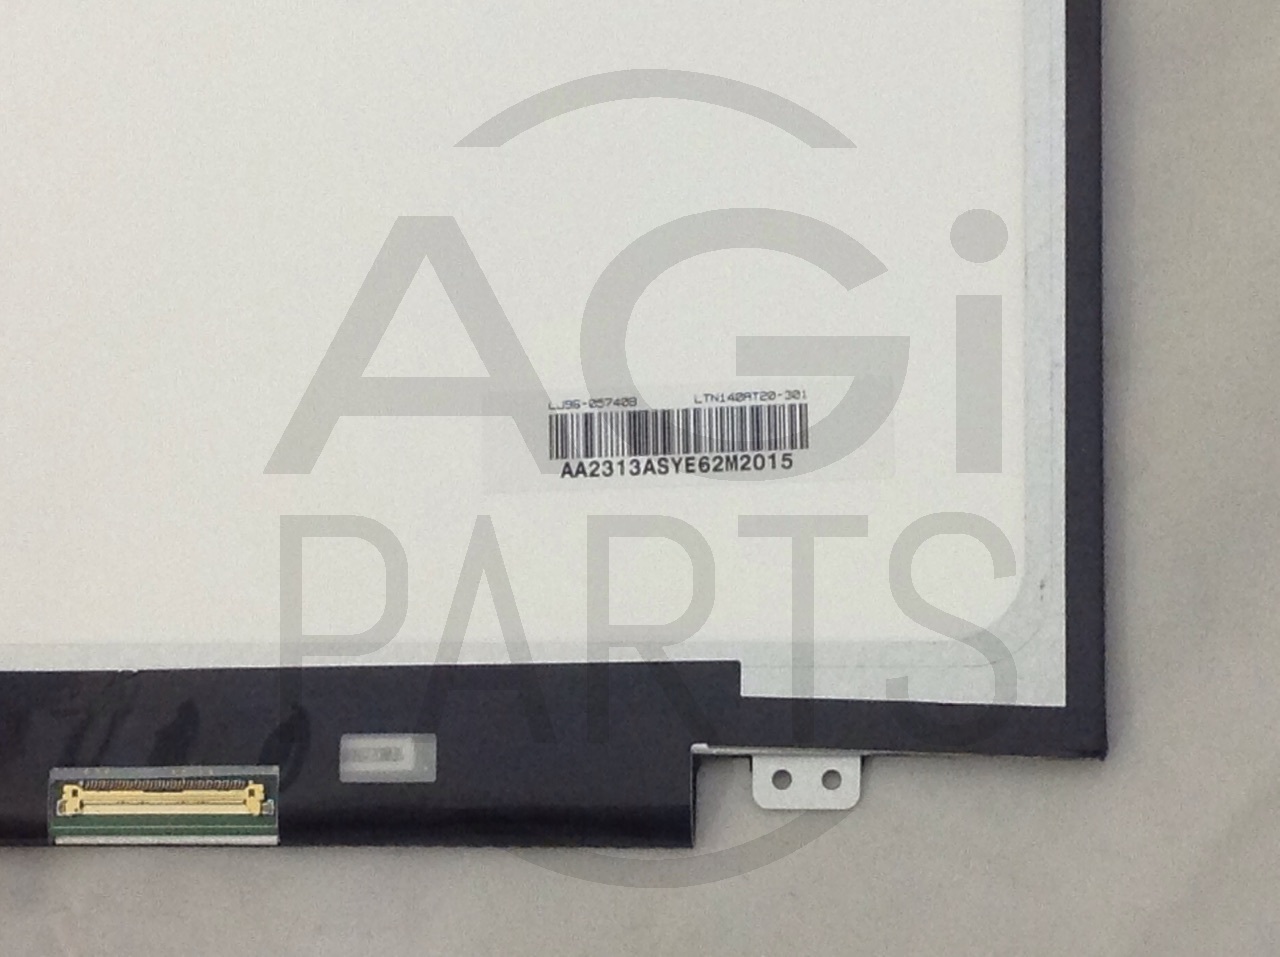 AGi
PARTS
LJ96-05740B LTN140AT20-301
AA2313ASYE62M2015